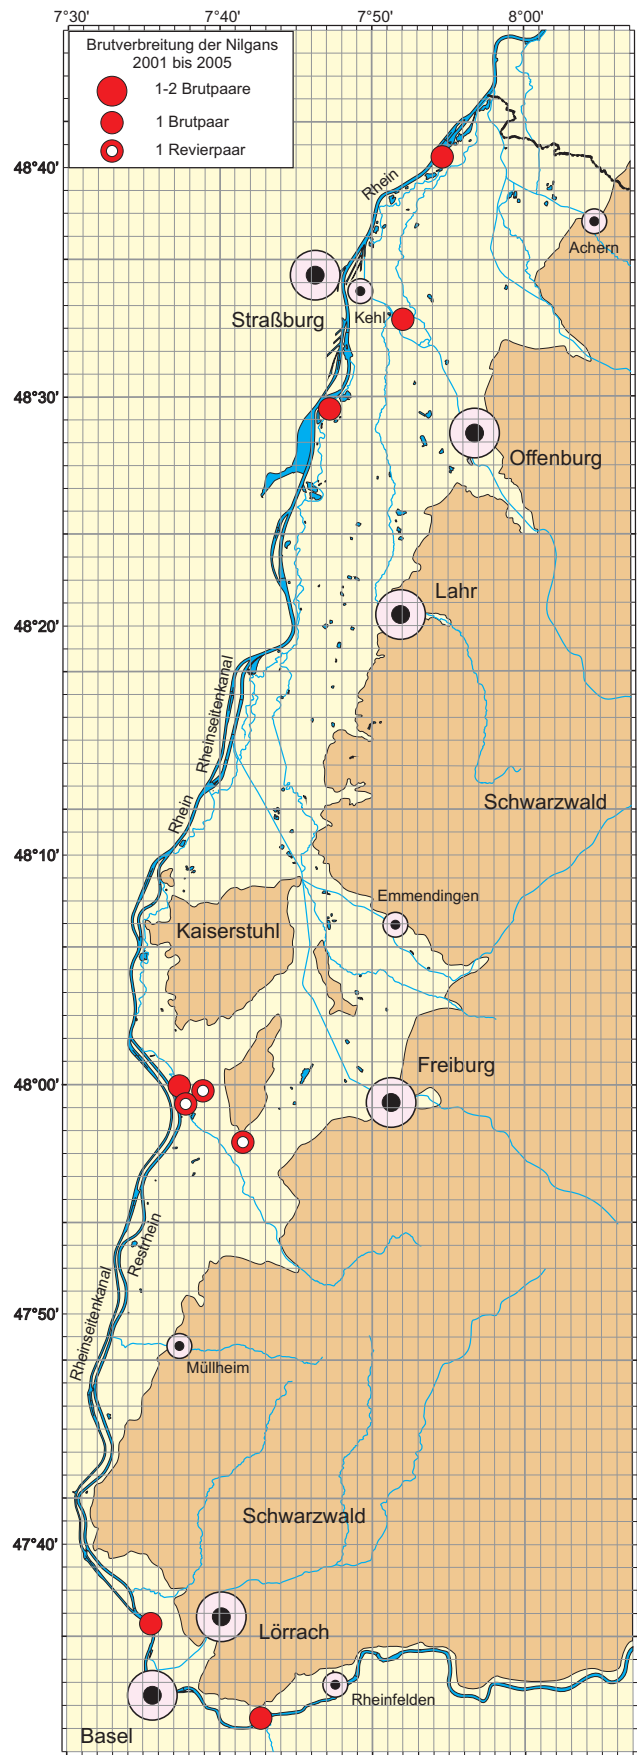 7°30' 7°40' 7°50' 8°00'
Brutverbreitung der Nilgans
2001 bis 2005
1-2 Brutpaare
1 Brutpaar
1 Revierpaar
48°40'
Rhein
Achern
Straßburg
Kehl
48°30'
Offenburg
Lahr
48°20'
Rheinseitenkanal
Rhein
Schwarzwald
48°10'
Emmendingen
Kaiserstuhl
Freiburg
48°00'
Restrhein
Rheinseitenkanal
47°50'
Müllheim
Schwarzwald
47°40'
Lörrach
Rheinfelden
Basel